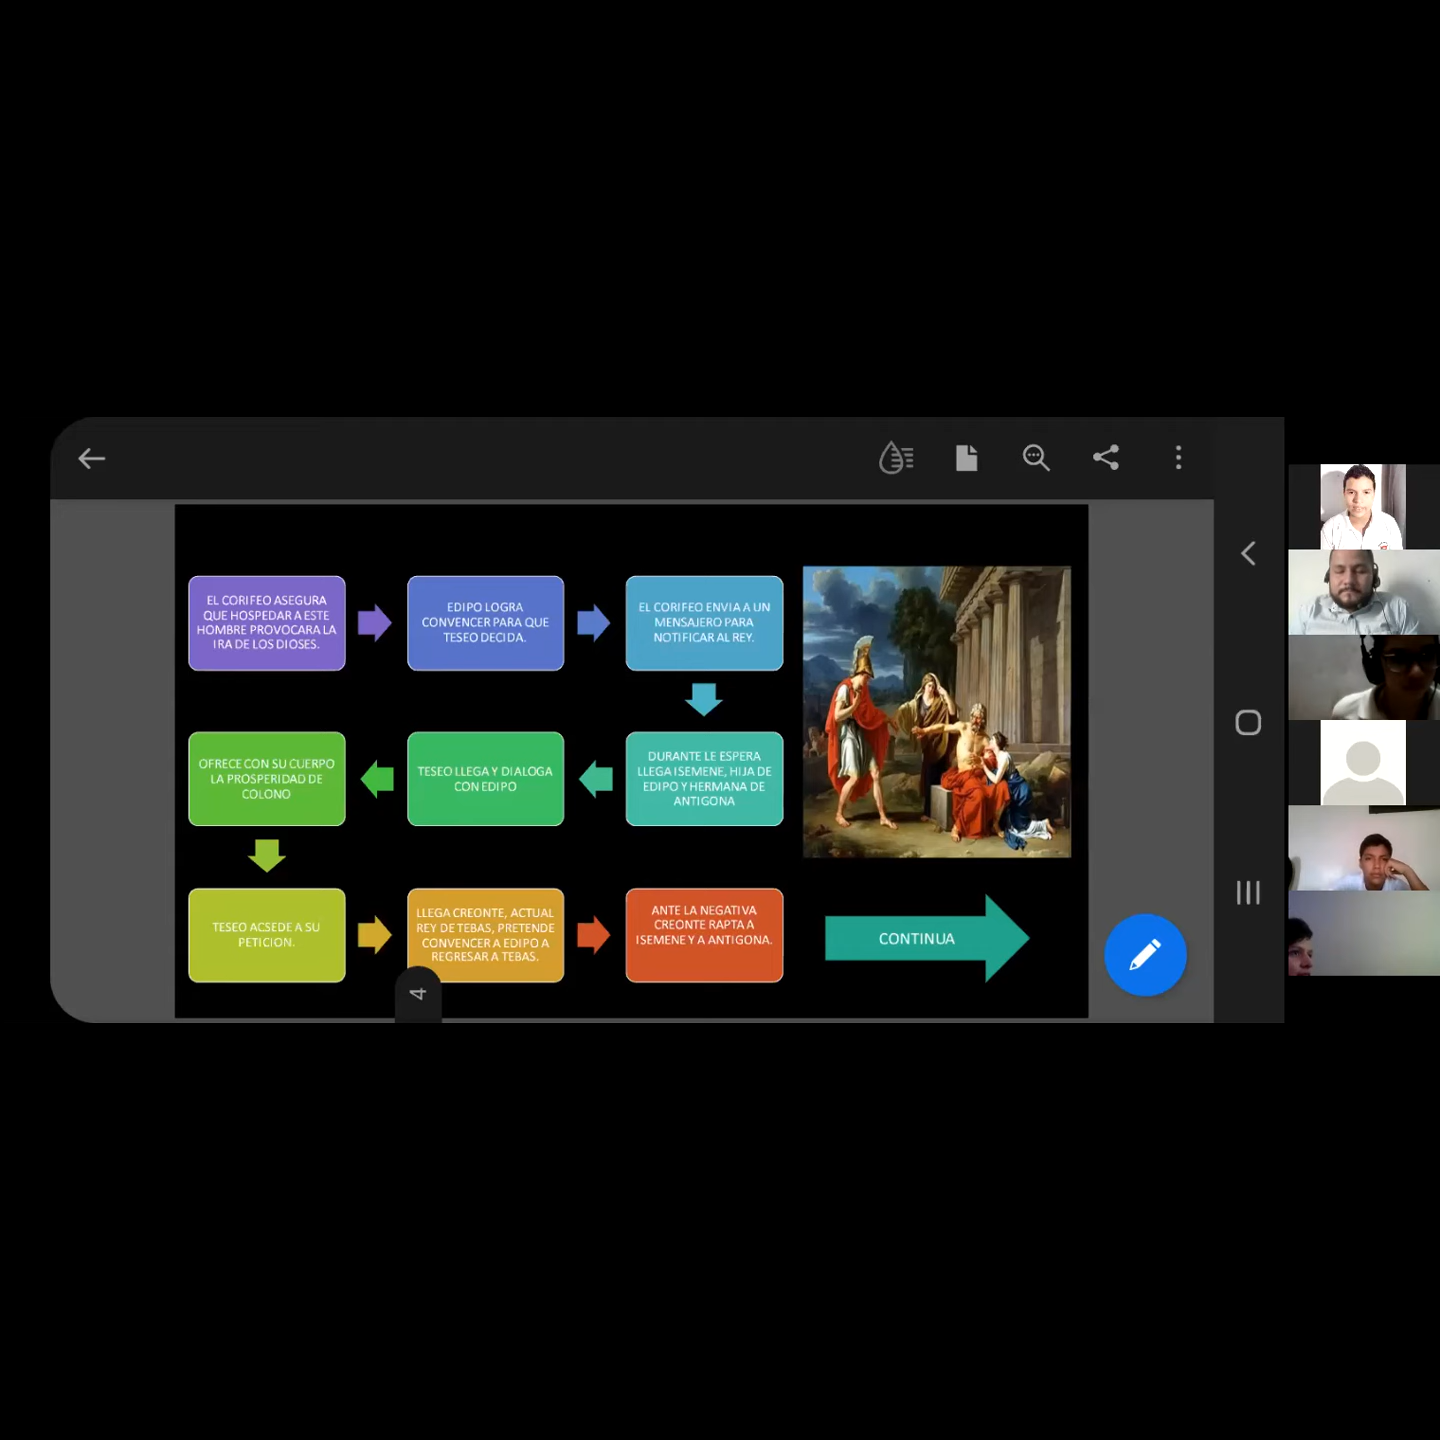 EL CORIFEO ASEGURA
QUE HOSPEDAR A ESTE
HOMBRE PROVOCARA LA
IRA DE LOS DIOSES.
EDIPO LOGRA
CONVENCER PARA QUE
TESEO DECIDA.
EL CORIFEO ENVIA A UN
MENSAJERO PARA
NOTIFICAR AL REY.
DURANTE LE ESPERA
LLEGA ISEMENE, HIJA DE
EDIPO Y HERMANA DE
ANTIGONA
TESEO LLEGA Y DIALOGA
CON EDIPO
OFRECE CON SU CUERPO
LA PROSPERIDAD DE
COLONO
TESEO ACSEDE A SU
PETICION.
LLEGA CREONTE, ACTUAL
REY DE TEBAS, PRETENDE
CONVENCER A EDIPO A
REGRESAR A TEBAS.
ANTE LA NEGATIVA
CREONTE RAPTA A
ISEMENE Y A ANTIGONA.
CONTINUA
4